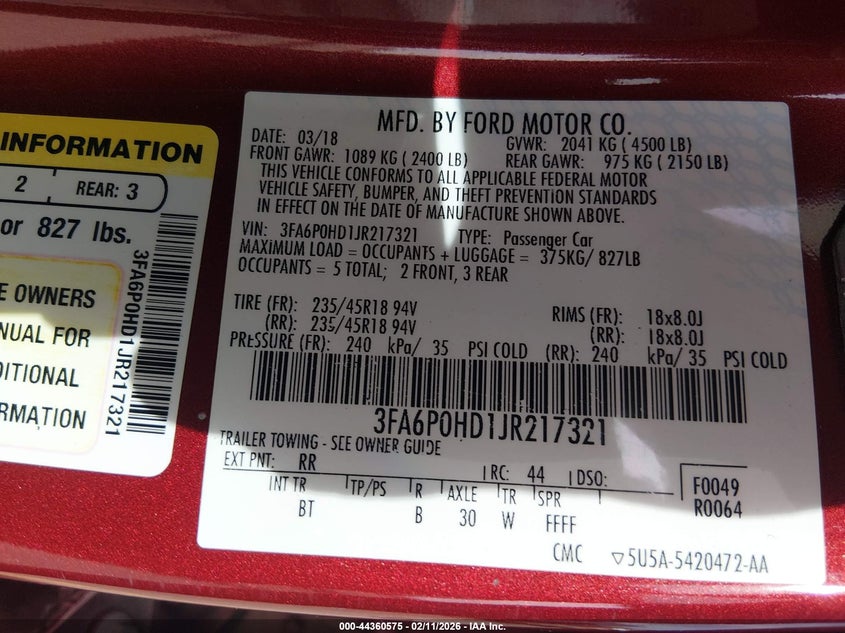 INFORMATION
2 REAR: 3
or 827 lbs.
E OWNERS
NUAL FOR
DITIONAL
RMATION
3FA6P0HD1JR217321
MFD. BY FORD MOTOR CO.
DATE: 03/18 GVWR: 2041 KG ( 4500 LB)
FRONT GAWR: 1089 KG ( 2400 LB) REAR GAWR: 975 KG ( 2150 LB)
THIS VEHICLE CONFORMS TO ALL APPLICABLE FEDERAL MOTOR
VEHICLE SAFETY, BUMPER, AND THEFT PREVENTION STANDARDS
IN EFFECT ON THE DATE OF MANUFACTURE SHOWN ABOVE.
VIN: 3FA6P0HD1JR217321 TYPE: Passenger Car
MAXIMUM LOAD = OCCUPANTS + LUGGAGE = 375KG/ 827LB
OCCUPANTS = 5 TOTAL; 2 FRONT, 3 REAR
TIRE (FR): 235/45R18 94V RIMS (FR): 18x8.0J
(RR): 235/45R18 94V (RR): 18x8.0J
PRESSURE (FR): 240 kPa/ 35 PSI COLD (RR): 240 kPa/ 35 PSI COLD
3FA6P0HD1JR217321
TRAILER TOWING - SEE OWNER GUIDE
EXT PNT: RR RC: 44 DSO: F0049
R0064
INT TR TP/PS R AXLE TR SPR
BT B 30 W FFFF
CMC ▽5U5A-5420472-AA
000-44360575 - 02/11/2026 - IAA Inc.